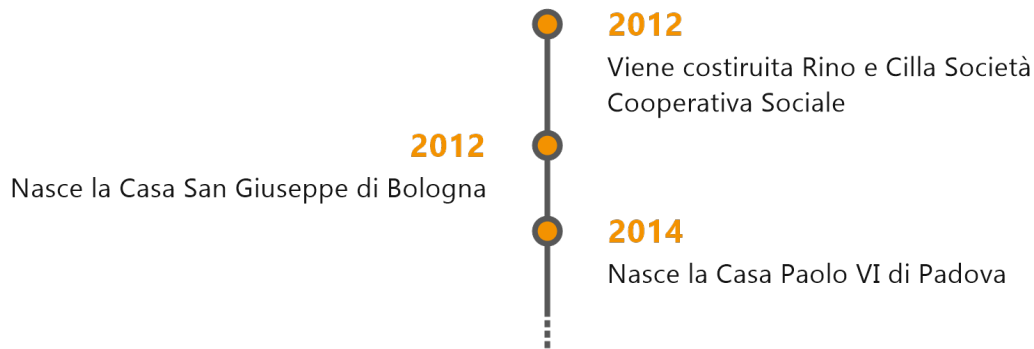 2012
Viene costiruita Rino e Cilla Società
Cooperativa Sociale
2012
Nasce la Casa San Giuseppe di Bologna
2014
Nasce la Casa Paolo VI di Padova